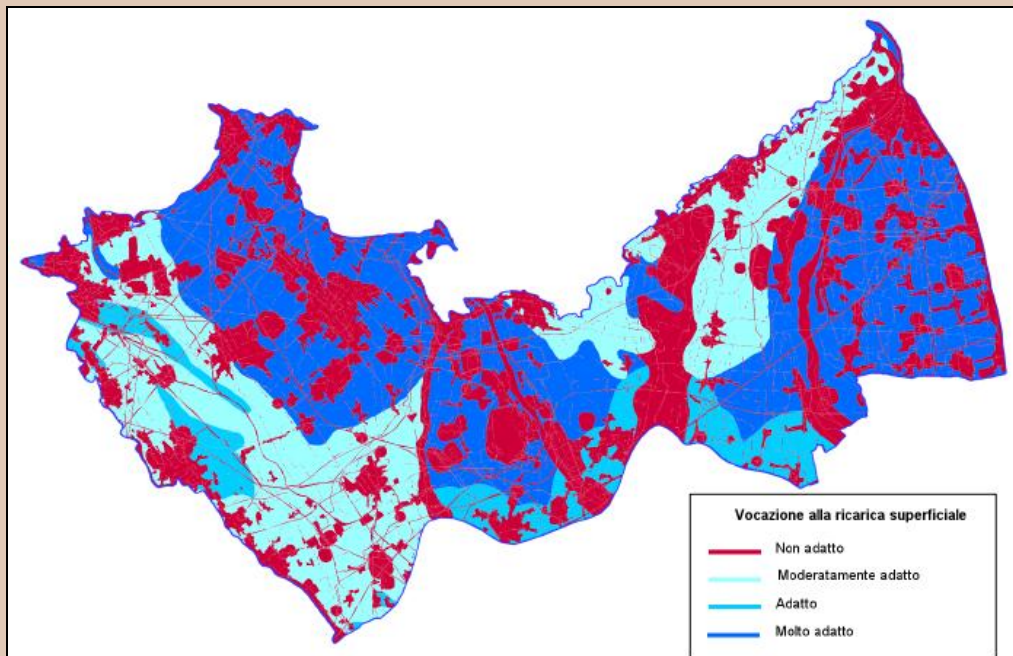 Vocazione alla ricarica superficiale
Non adatto
Moderatamente adatto
Adatto
Molto adatto